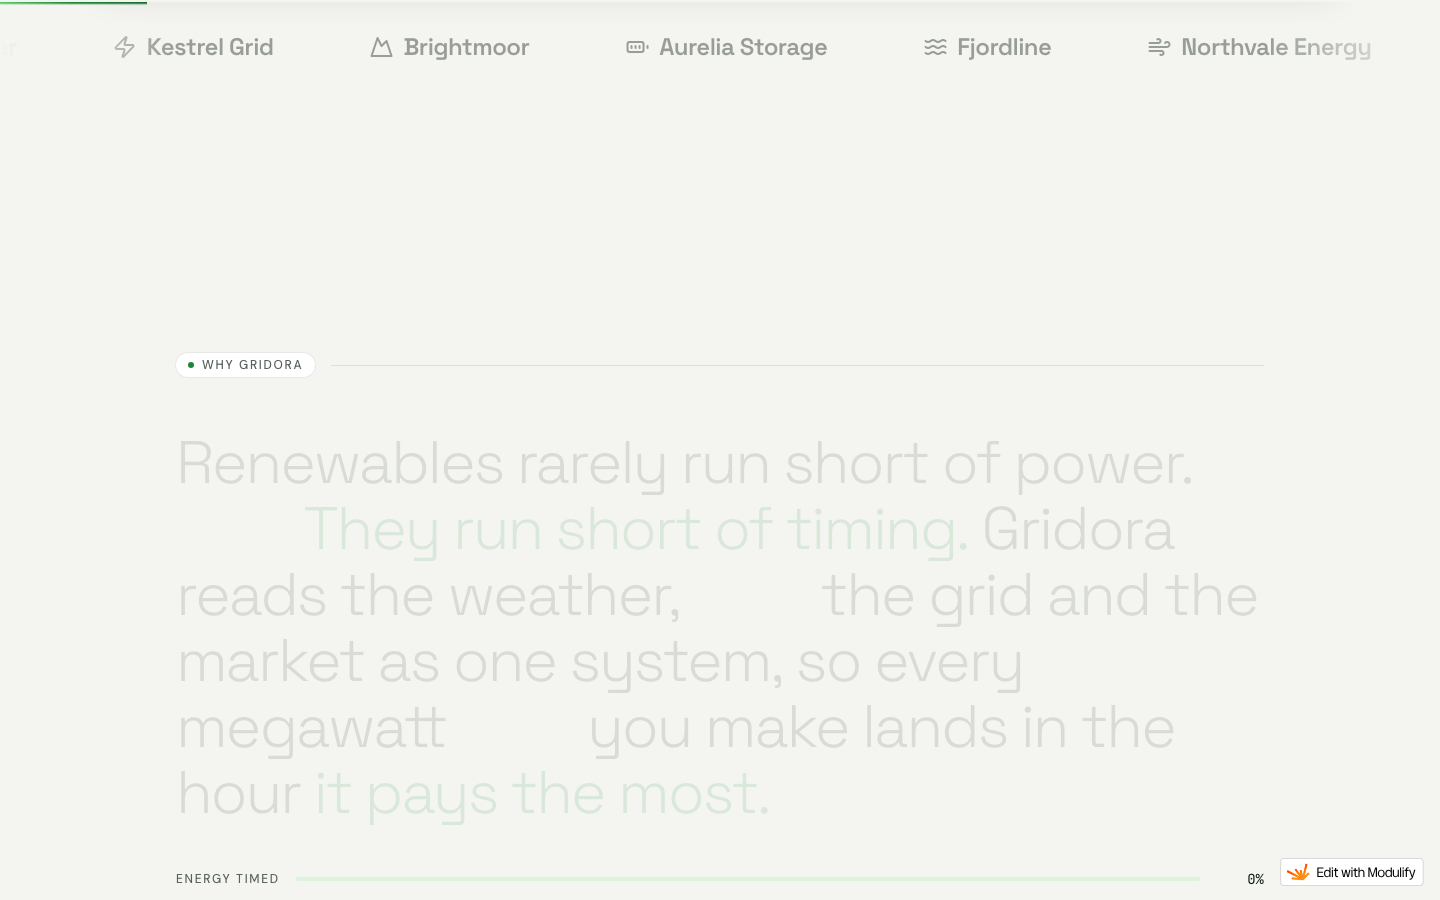 Kestrel Grid Brightmoor Aurelia Storage Fjordline Northvale Energy
WHY GRIDORA
Renewables rarely run short of power.
They run short of timing. Gridora
reads the weather, the grid and the
market as one system, so every
megawatt you make lands in the
hour it pays the most.
ENERGY TIMED 0%
Edit with Modulify